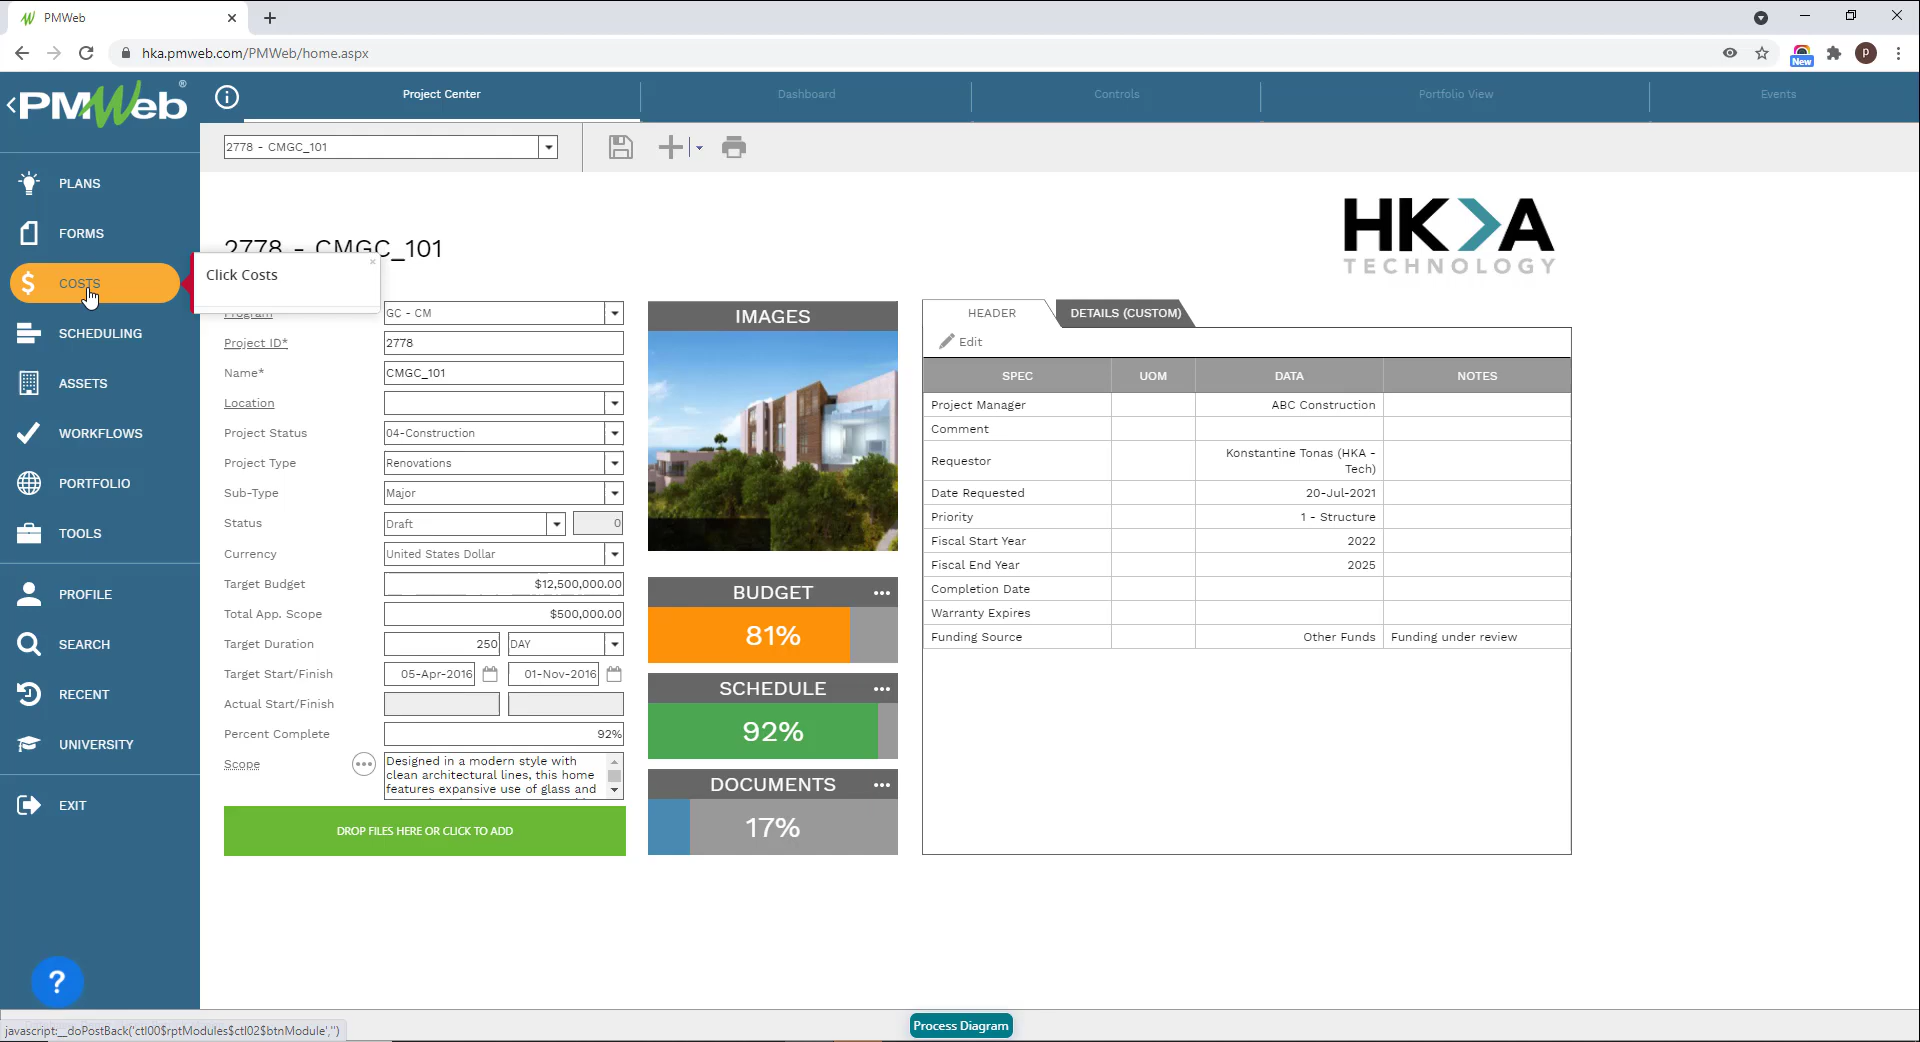 PMWeb
hka.pmweb.com/PMWeb/home.aspx
New
P
PMWeb®
Project Center
Dashboard
Controls
Portfolio View
Events
2778 - CMGC_101
PLANS
FORMS
COSTS
SCHEDULING
ASSETS
WORKFLOWS
PORTFOLIO
TOOLS
PROFILE
SEARCH
RECENT
UNIVERSITY
EXIT
?
2778 - CMGC_101
Click Costs
HKA
TECHNOLOGY
Program GC - CM
Project ID* 2778
Name* CMGC_101
Location
Project Status 04-Construction
Project Type Renovations
Sub-Type Major
Status Draft 0
Currency United States Dollar
Target Budget $12,500,000.00
Total App. Scope $500,000.00
Target Duration 250 DAY
Target Start/Finish 05-Apr-2016 01-Nov-2016
Actual Start/Finish
Percent Complete 92%
Scope Designed in a modern style with
clean architectural lines, this home
features expansive use of glass and
DROP FILES HERE OR CLICK TO ADD
IMAGES
BUDGET
81%
SCHEDULE
92%
DOCUMENTS
17%
HEADER DETAILS (CUSTOM)
Edit
SPEC UOM DATA NOTES
Project Manager ABC Construction
Comment
Requestor Konstantine Tonas (HKA -
Tech)
Date Requested 20-Jul-2021
Priority 1 - Structure
Fiscal Start Year 2022
Fiscal End Year 2025
Completion Date
Warranty Expires
Funding Source Other Funds Funding under review
Process Diagram
javascript:__doPostBack('ctl00$rptModules$ctl02$btnModule','')